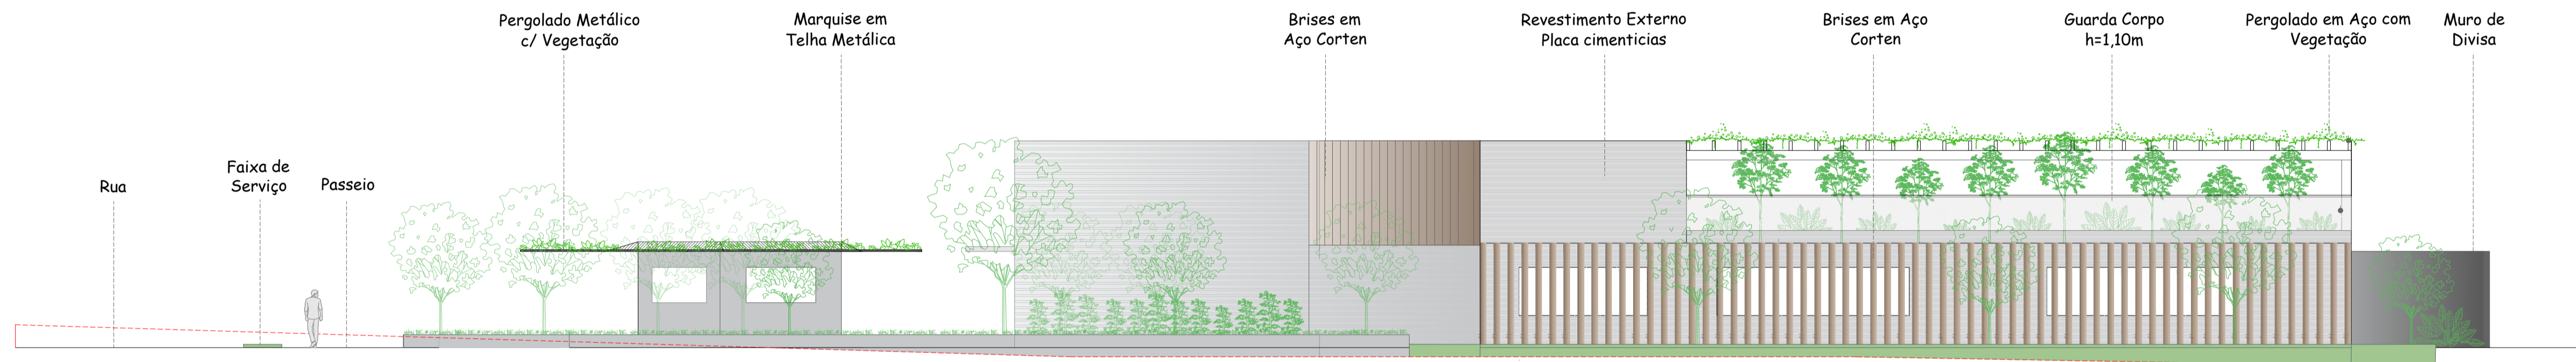 Pergolado Metálico
c/ Vegetação
Marquise em
Telha Metálica
Brises em
Aço Corten
Revestimento Externo
Placa cimenticias
Brises em Aço
Corten
Guarda Corpo
h=1,10m
Pergolado em Aço com
Vegetação
Muro de
Divisa
Rua
Faixa de
Serviço
Passeio